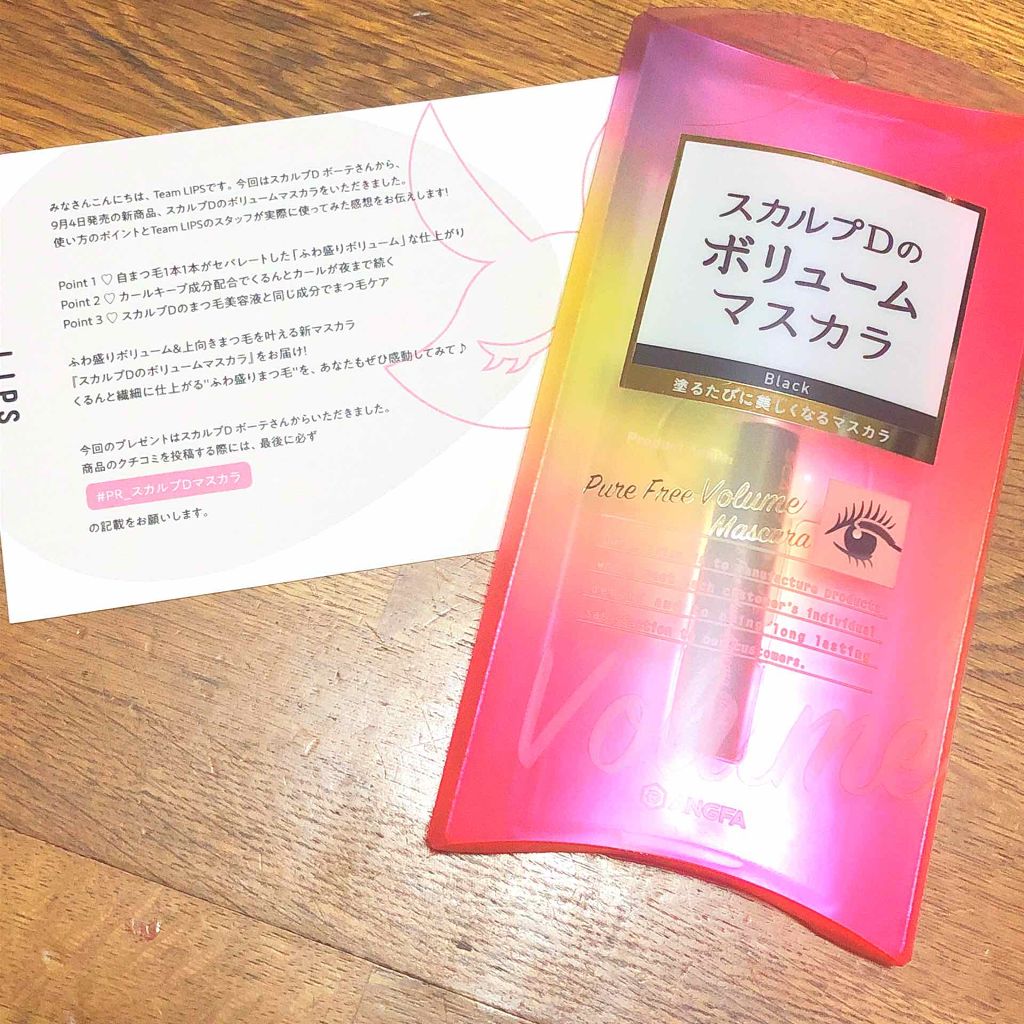 みなさんこんにちは、Team LIPSです。今回はスカルプD ボーテさんから、
9月4日発売の新商品、スカルプDのボリュームマスカラをいただきました。
使い方のポイントとTeam LIPSのスタッフが実際に使ってみた感想をお伝えします!
Point 1 ♡ 自まつ毛1本1本がセパレートした「ふわ盛りボリューム」な仕上がり
Point 2 ♡ カールキープ成分配合でくるんとカールが夜まで続く
Point 3 ♡ スカルプDのまつ毛美容液と同じ成分でまつ毛ケア
ふわ盛りボリューム&上向きまつ毛を叶える新マスカラ
『スカルプDのボリュームマスカラ』をお届け!
くるんと繊細に仕上がる"ふわ盛りまつ毛"を、あなたもぜひ感動してみて♪
今回のプレゼントはスカルプD ボーテさんからいただきました。
商品のクチコミを投稿する際には、最後に必ず
#PR_スカルプDマスカラ
の記載をお願いします。
LIPS
スカルプDの
ボリューム
マスカラ
Black
塗るたびに美しくなるマスカラ
Pure Free Volume
Mascara
to manufacture products
customer's individual
long lasting
satisfaction to our customers.
Volume
ANGFA